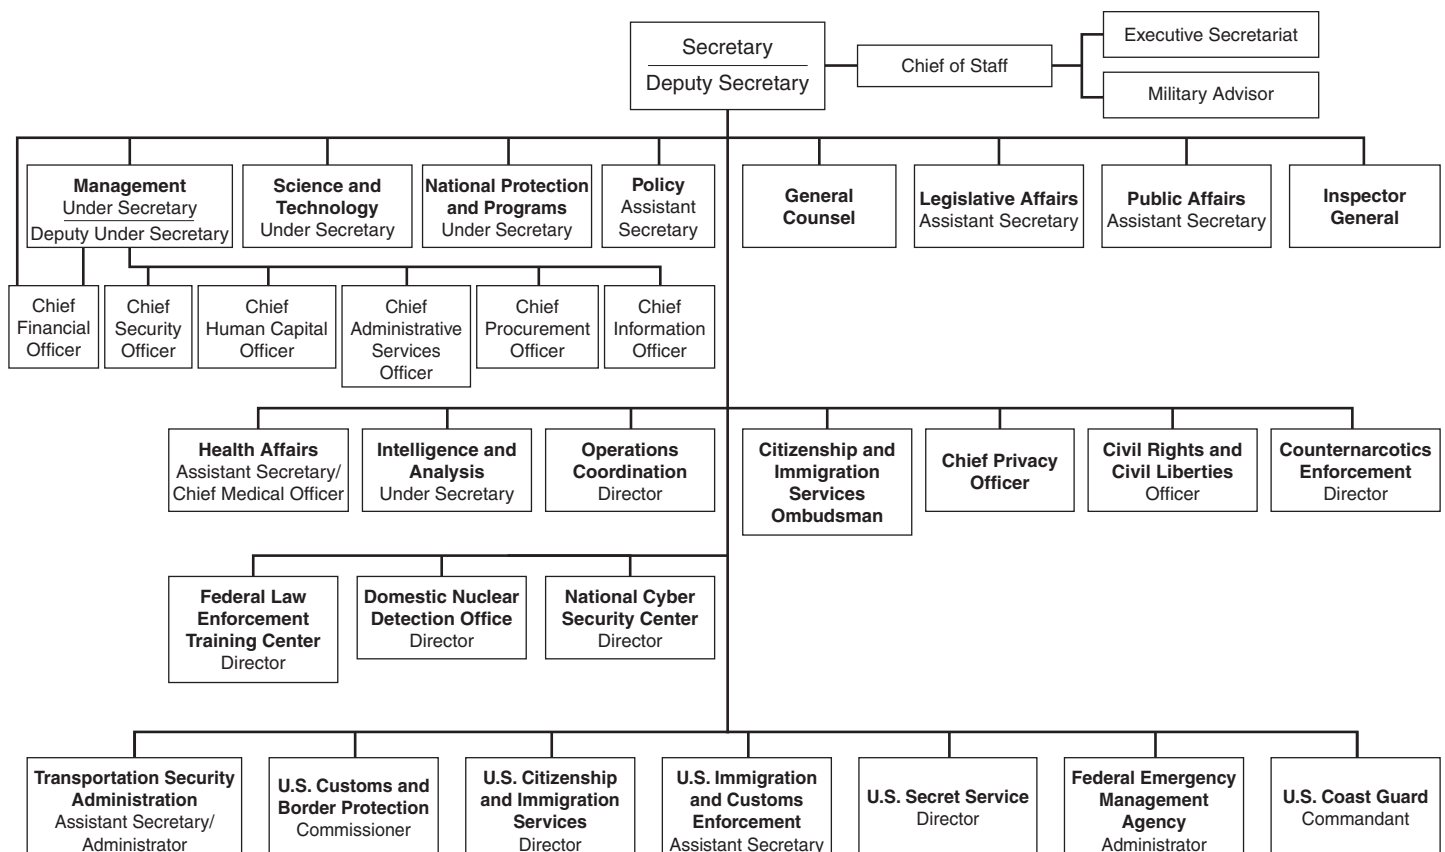 Secretary
Deputy Secretary
Chief of Staff
Executive Secretariat
Military Advisor
Management
Under Secretary
Deputy Under Secretary
Science and
Technology
Under Secretary
National Protection
and Programs
Under Secretary
Policy
Assistant
Secretary
General
Counsel
Legislative Affairs
Assistant Secretary
Public Affairs
Assistant Secretary
Inspector
General
Chief
Financial
Officer
Chief
Security
Officer
Chief
Human Capital
Officer
Chief
Administrative
Services
Officer
Chief
Procurement
Officer
Chief
Information
Officer
Health Affairs
Assistant Secretary/
Chief Medical Officer
Intelligence and
Analysis
Under Secretary
Operations
Coordination
Director
Citizenship and
Immigration
Services
Ombudsman
Chief Privacy
Officer
Civil Rights and
Civil Liberties
Officer
Counternarcotics
Enforcement
Director
Federal Law
Enforcement
Training Center
Director
Domestic Nuclear
Detection Office
Director
National Cyber
Security Center
Director
Transportation Security
Administration
Assistant Secretary/
Administrator
U.S. Customs and
Border Protection
Commissioner
U.S. Citizenship
and Immigration
Services
Director
U.S. Immigration
and Customs
Enforcement
Assistant Secretary
U.S. Secret Service
Director
Federal Emergency
Management
Agency
Administrator
U.S. Coast Guard
Commandant